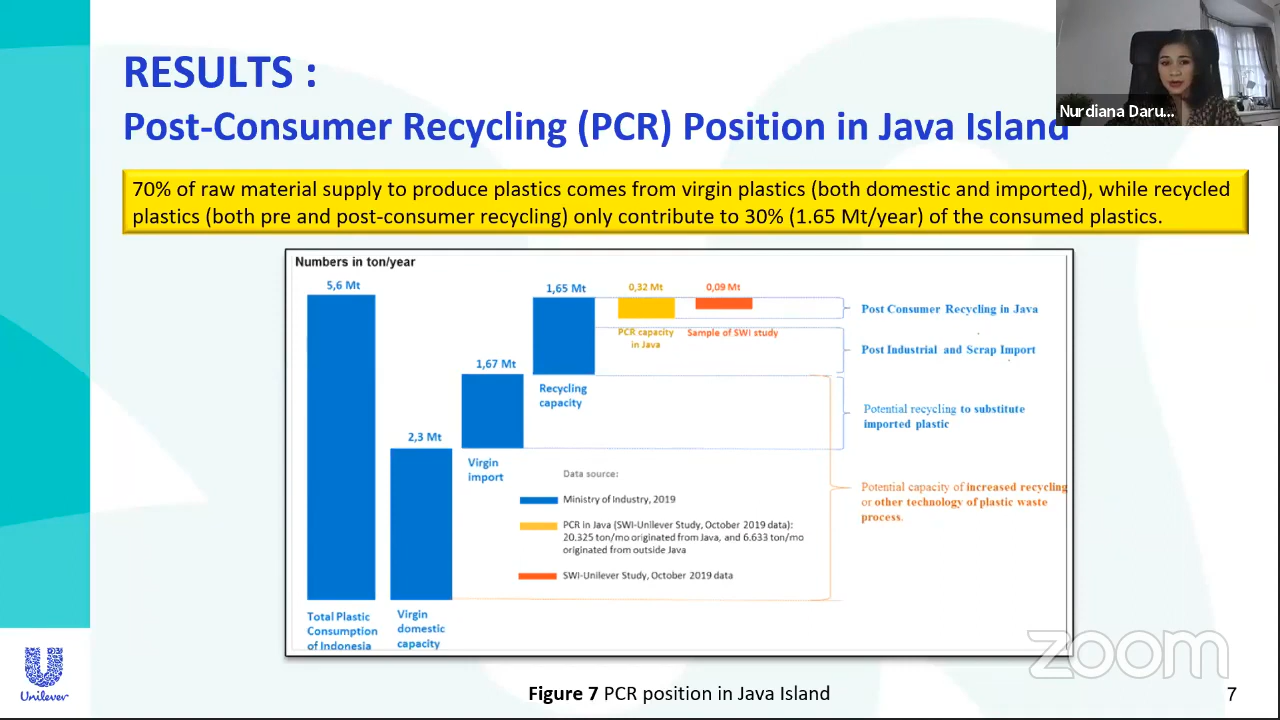 RESULTS :
Post-Consumer Recycling (PCR) Position in Java Island
Nurdiana Daru...
70% of raw material supply to produce plastics comes from virgin plastics (both domestic and imported), while recycled
plastics (both pre and post-consumer recycling) only contribute to 30% (1.65 Mt/year) of the consumed plastics.
Numbers in ton/year
5,6 Mt
2,3 Mt
1,67 Mt
1,65 Mt
0,32 Mt
0,09 Mt
PCR capacity
in Java
Sample of SWI study
Recycling
capacity
Virgin
import
Virgin
domestic
capacity
Total Plastic
Consumption
of Indonesia
Post Consumer Recycling in Java
Post Industrial and Scrap Import
Potential recycling to substitute
imported plastic
Potential capacity of increased recycling
or other technology of plastic waste
process.
Data source:
Ministry of Industry, 2019
PCR in Java (SWI-Unilever Study, October 2019 data):
20.325 ton/mo originated from Java, and 6.633 ton/mo
originated from outside Java
SWI-Unilever Study, October 2019 data
zoom
Unilever
Figure 7 PCR position in Java Island
7